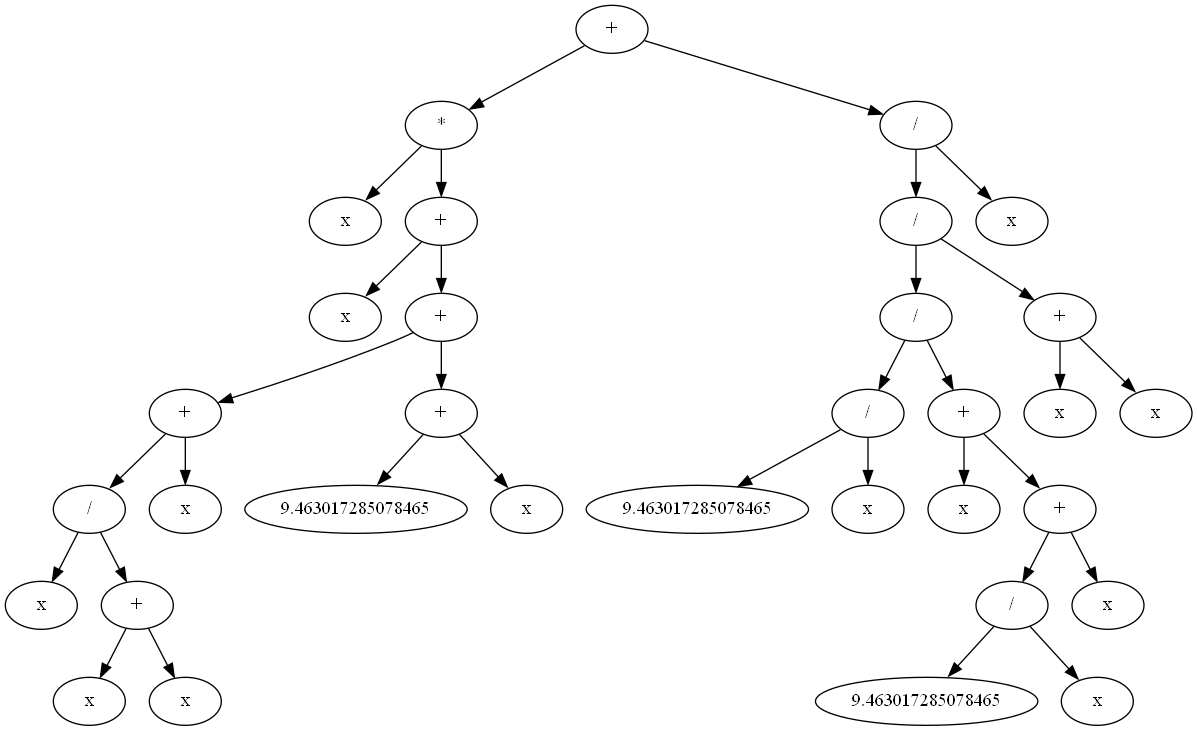 +
* /
x + / x
x + / +
+ + / + x x
/ x 9.463017285078465 x 9.463017285078465 x x +
x + / x
x x 9.463017285078465 x